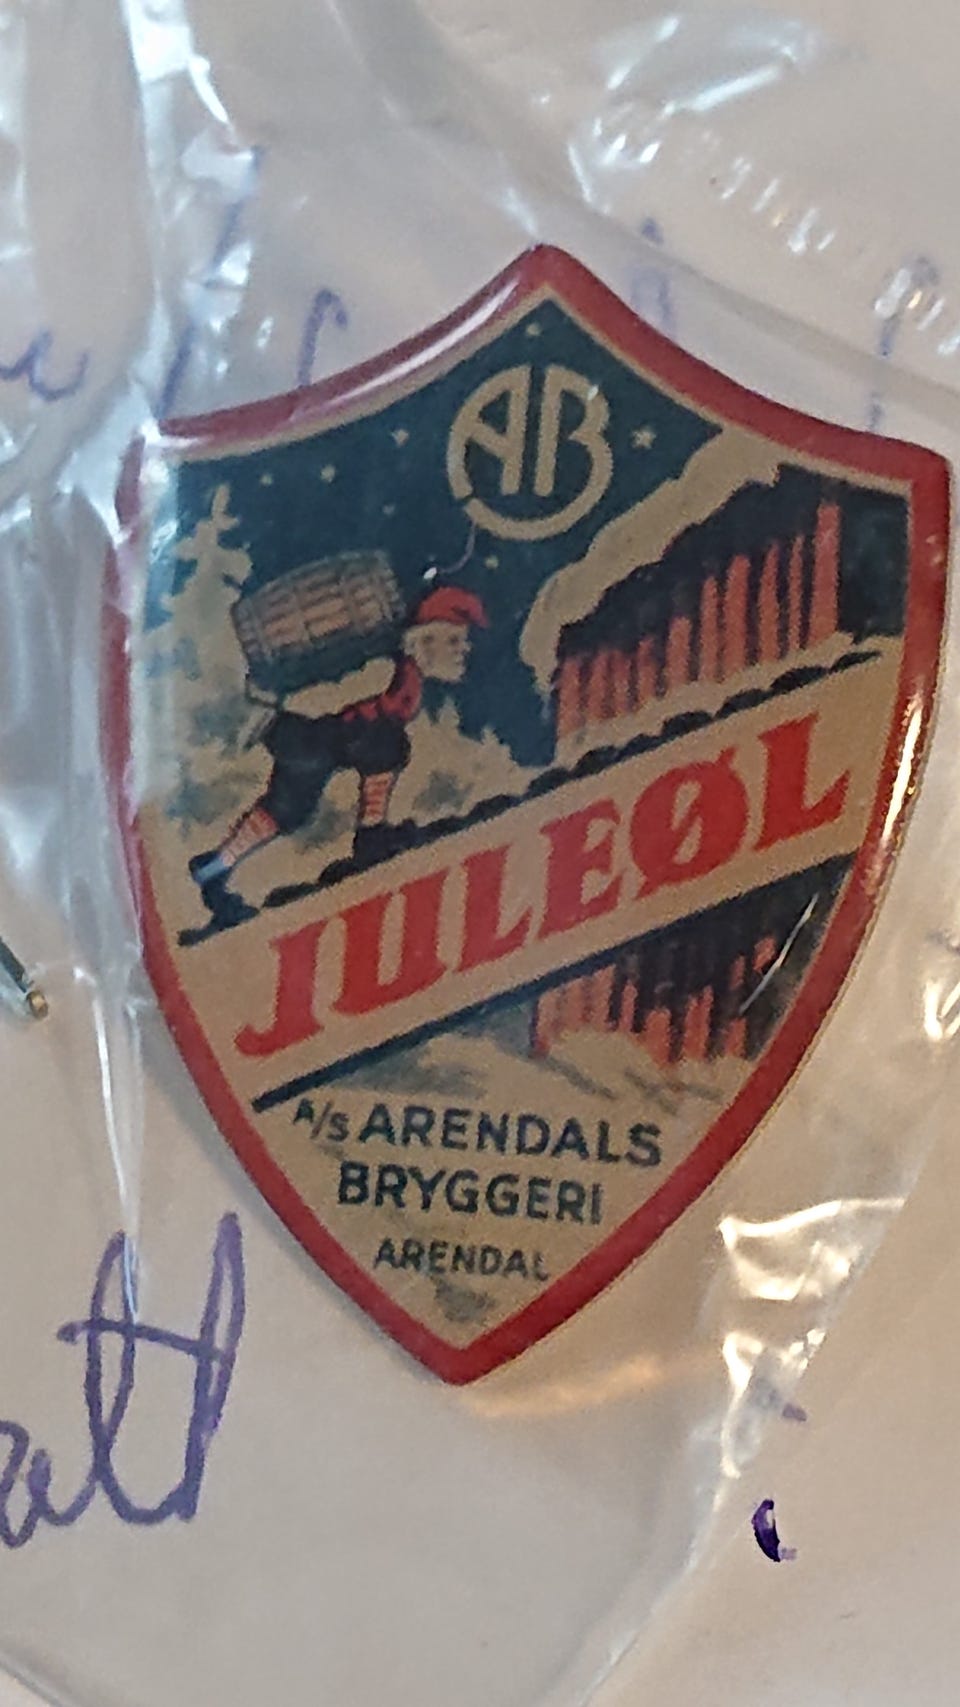 AB
JULEØL
A/S ARENDALS
BRYGGERI
ARENDAL